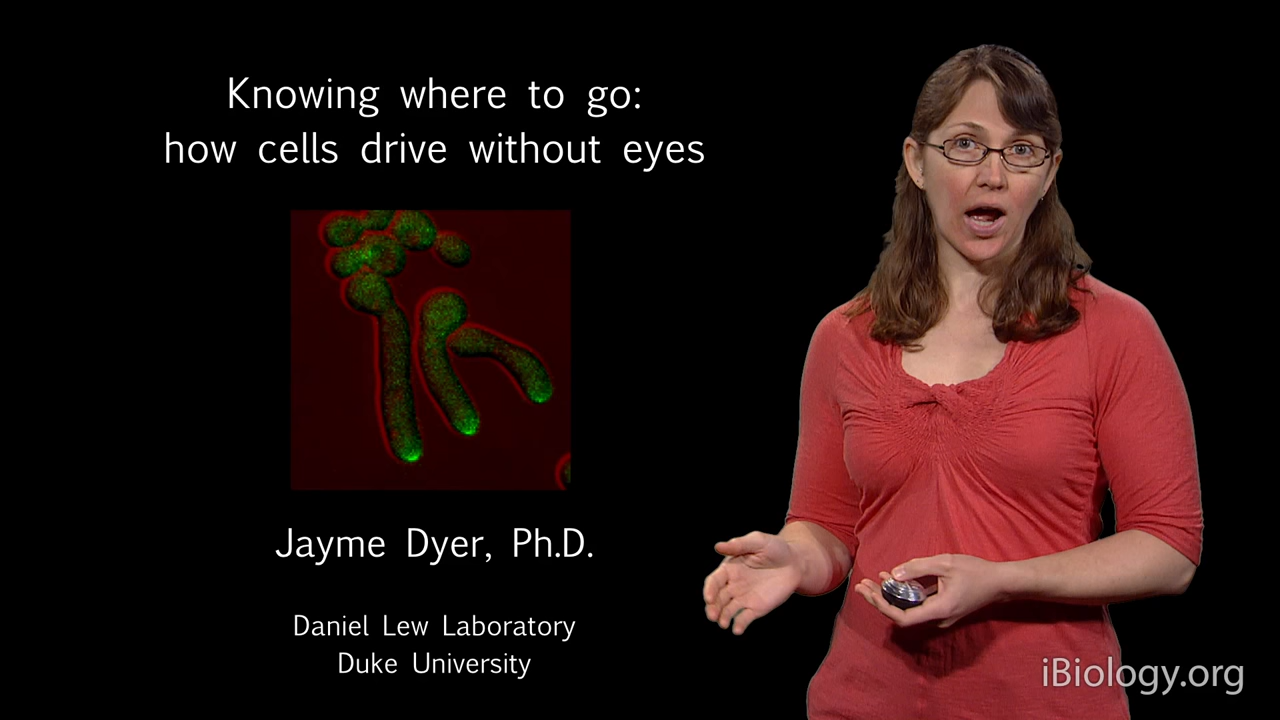 Knowing where to go:
how cells drive without eyes
Jayme Dyer, Ph.D.
Daniel Lew Laboratory
Duke University
iBiology.org